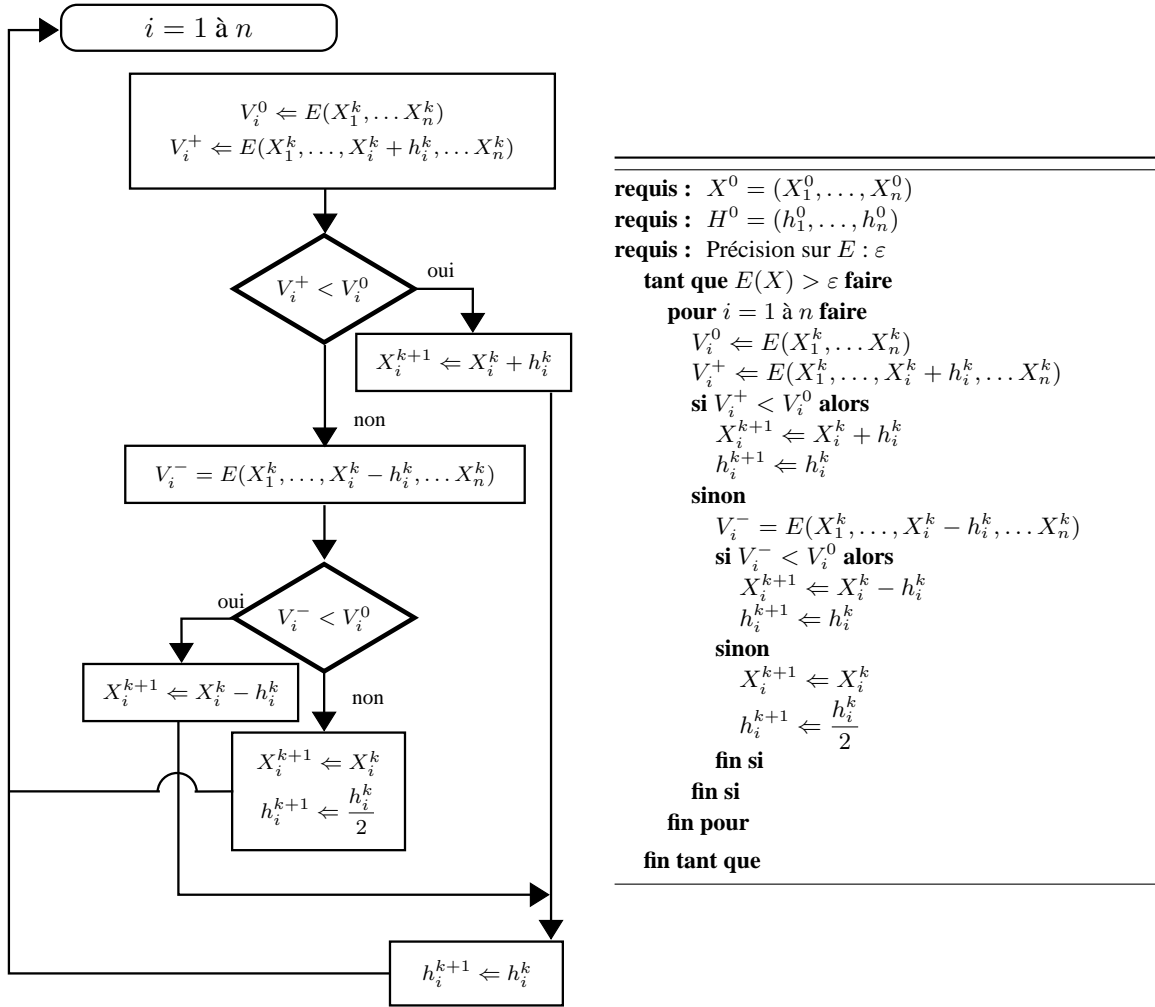 i = 1 à n
V_i^0 ⇐ E(X_1^k, … X_n^k)
V_i^+ ⇐ E(X_1^k, …, X_i^k + h_i^k, … X_n^k)
V_i^+ < V_i^0
oui
X_i^{k+1} ⇐ X_i^k + h_i^k
non
V_i^- = E(X_1^k, …, X_i^k − h_i^k, … X_n^k)
V_i^- < V_i^0
oui
X_i^{k+1} ⇐ X_i^k − h_i^k
non
X_i^{k+1} ⇐ X_i^k
h_i^{k+1} ⇐ h_i^k/2
h_i^{k+1} ⇐ h_i^k
requis : X^0 = (X_1^0, …, X_n^0)
requis : H^0 = (h_1^0, …, h_n^0)
requis : Précision sur E : ε
tant que E(X) > ε faire
pour i = 1 à n faire
V_i^0 ⇐ E(X_1^k, … X_n^k)
V_i^+ ⇐ E(X_1^k, …, X_i^k + h_i^k, … X_n^k)
si V_i^+ < V_i^0 alors
X_i^{k+1} ⇐ X_i^k + h_i^k
h_i^{k+1} ⇐ h_i^k
sinon
V_i^- = E(X_1^k, …, X_i^k − h_i^k, … X_n^k)
si V_i^- < V_i^0 alors
X_i^{k+1} ⇐ X_i^k − h_i^k
h_i^{k+1} ⇐ h_i^k
sinon
X_i^{k+1} ⇐ X_i^k
h_i^{k+1} ⇐ h_i^k/2
fin si
fin si
fin pour
fin tant que